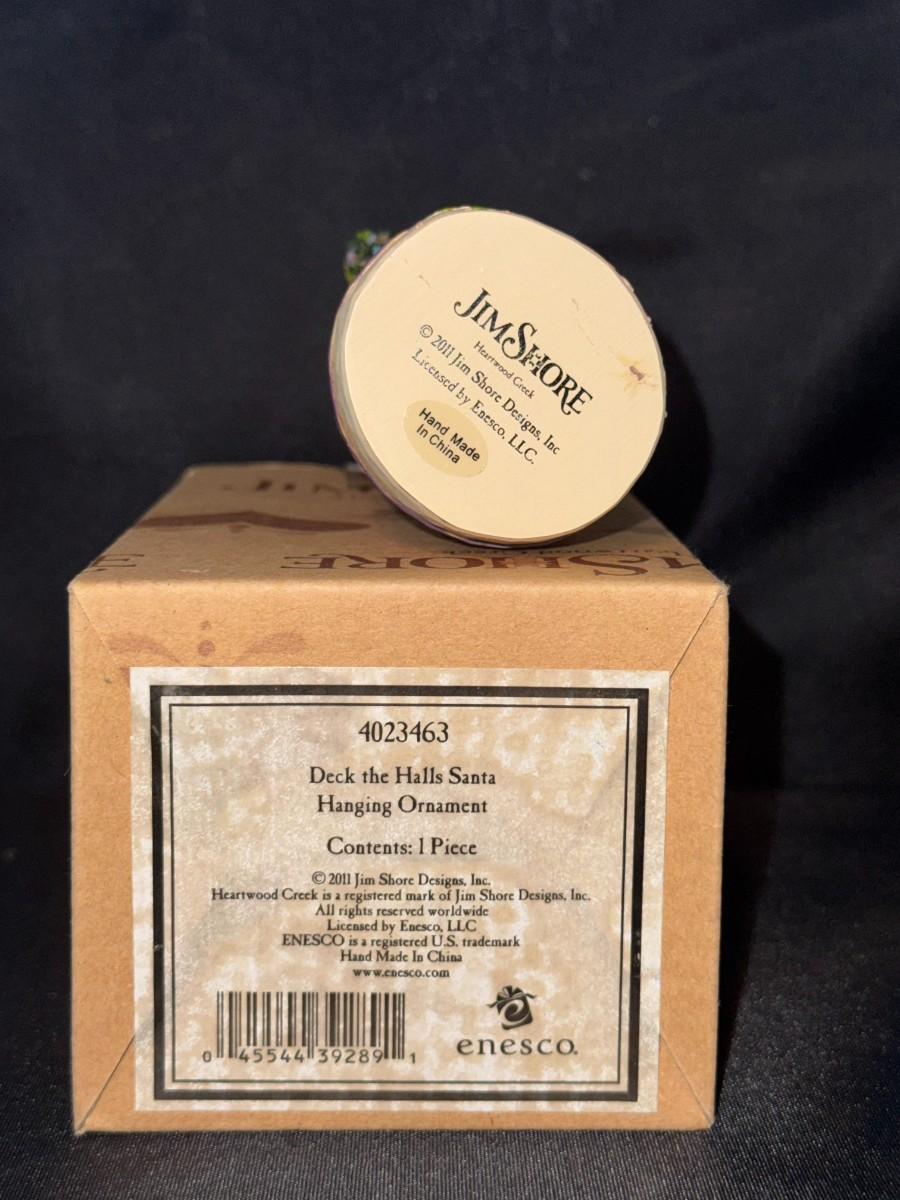 JIM SHORE
Heartwood Creek
© 2011 Jim Shore Designs, Inc
Licensed by Enesco, LLC.
Hand Made
In China
SHORE
4023463
Deck the Halls Santa
Hanging Ornament
Contents: 1 Piece
© 2011 Jim Shore Designs, Inc.
Heartwood Creek is a registered mark of Jim Shore Designs, Inc.
All rights reserved worldwide
Licensed by Enesco, LLC
ENESCO is a registered U.S. trademark
Hand Made In China
www.enesco.com
0 45544 39289 1
enesco.